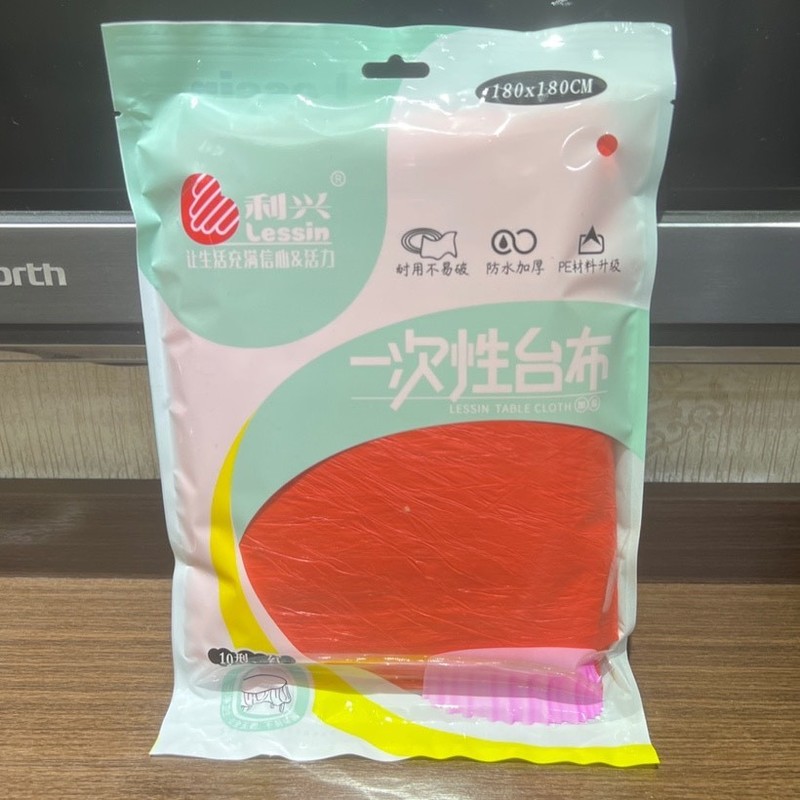 180x180CM
利兴®
Lessin
让生活充满信心&活力
耐用不易破
防水加厚
PE材料升级
一次性台布
LESSIN TABLE CLOTH
orth